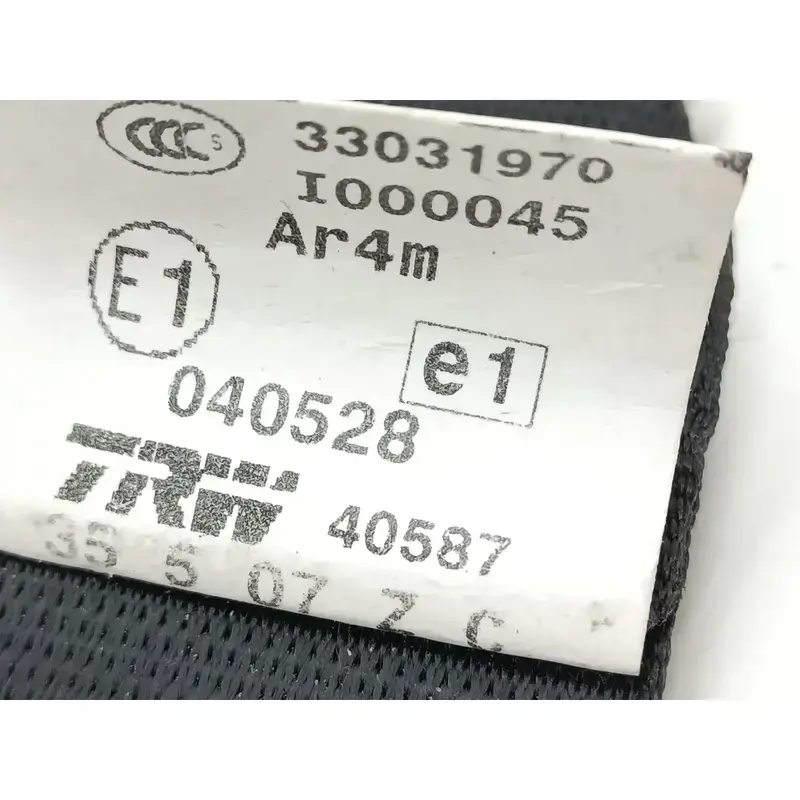 CCC S 33031970
I000045
Ar4m
E1
e1
040528
TRW 40587
35 5 07 Z C